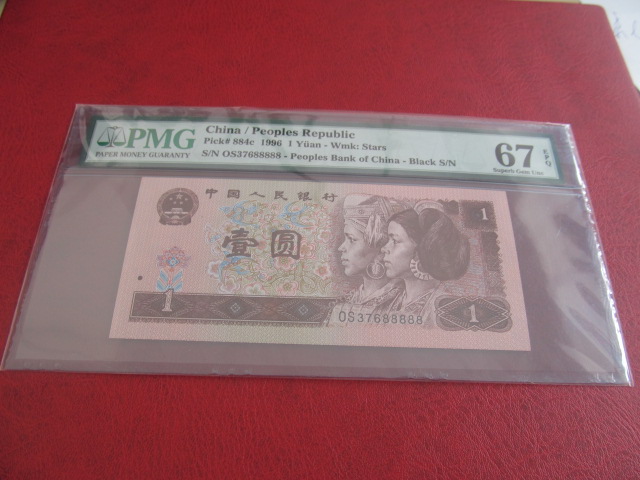 PMG
PAPER MONEY GUARANTY
China / Peoples Republic
Pick# 884c 1996 1 Yüan - Wmk: Stars
S/N OS37688888 - Peoples Bank of China - Black S/N
67 EPQ
Superb Gem Unc
中国人民银行
1
壹圆
1
1
OS37688888